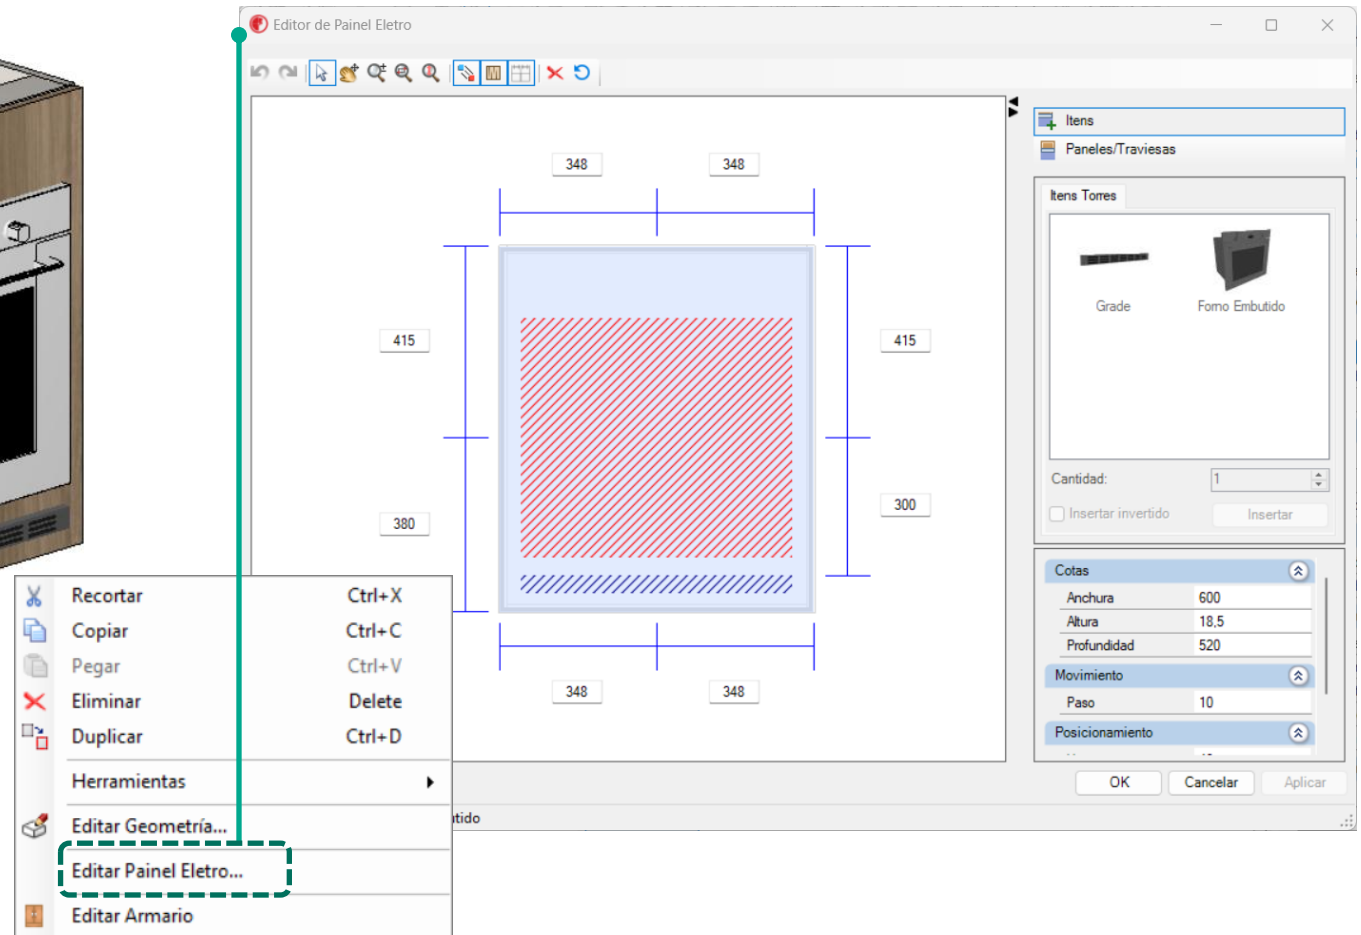 Editor de Painel Eletro
Itens
Paneles/Traviesas
Itens Torres
Grade
Forno Embutido
Cantidad:
1
Insertar invertido
Insertar
348
348
415
415
380
300
348
348
Cotas
Anchura 600
Altura 18,5
Profundidad 520
Movimiento
Paso 10
Posicionamiento
OK
Cancelar
Aplicar
Recortar Ctrl+X
Copiar Ctrl+C
Pegar Ctrl+V
Eliminar Delete
Duplicar Ctrl+D
Herramientas
Editar Geometría...
Editar Painel Eletro...
Editar Armario